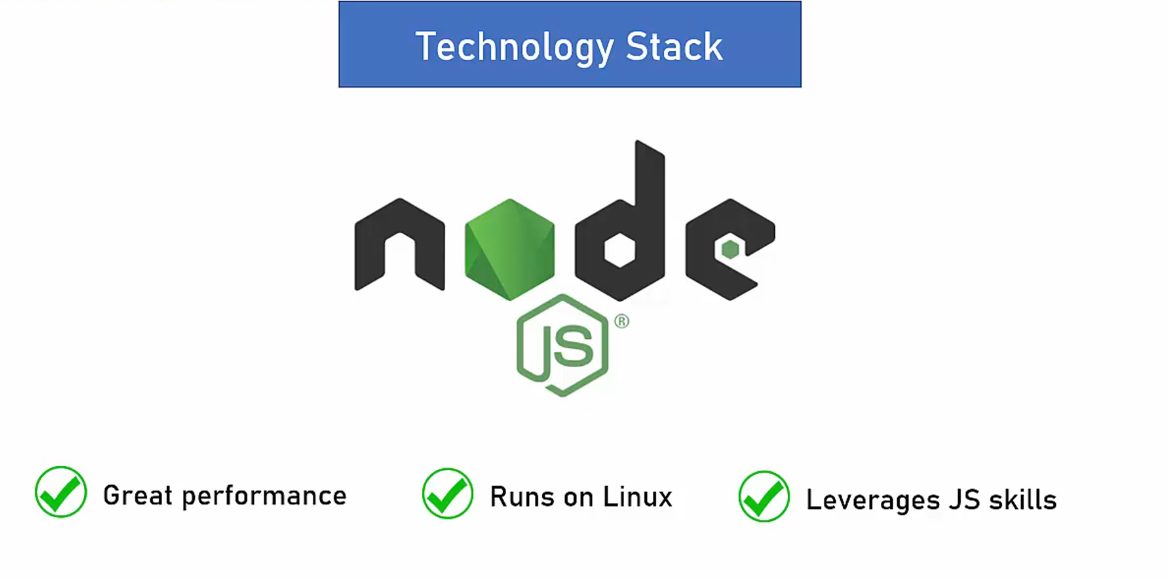 Technology Stack
node
JS®
Great performance
Runs on Linux
Leverages JS skills